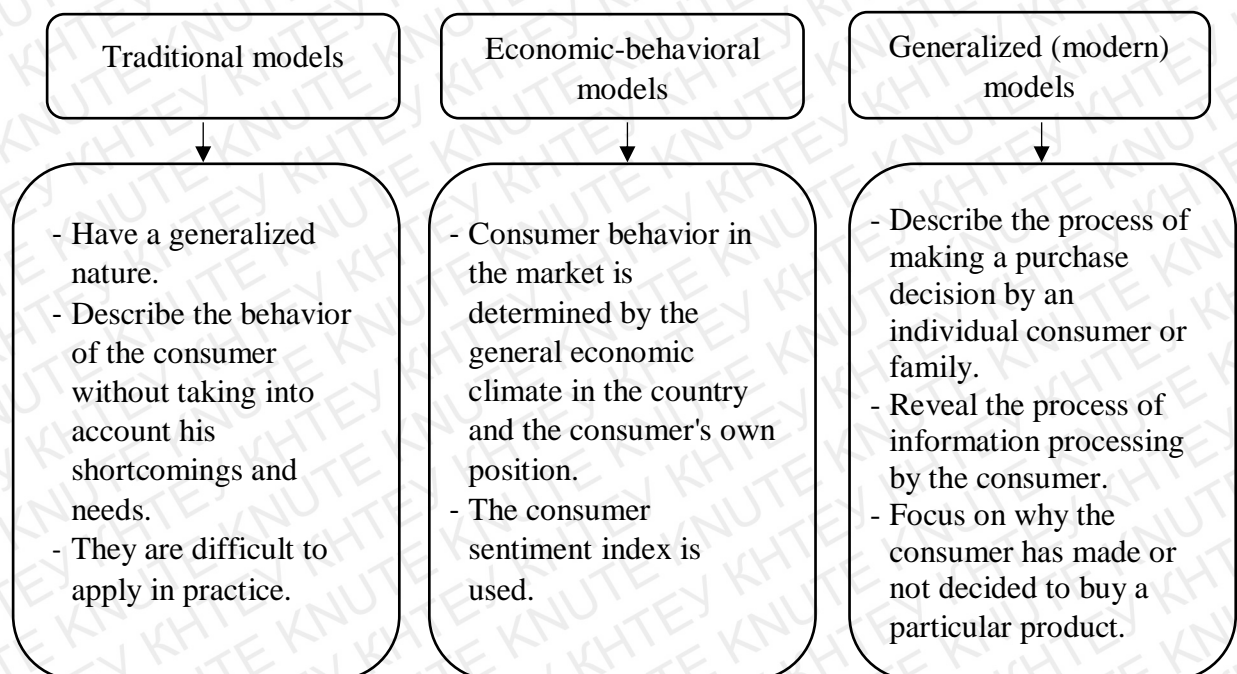 Traditional models
Economic-behavioral
models
Generalized (modern)
models
- Have a generalized
nature.
- Describe the behavior
of the consumer
without taking into
account his
shortcomings and
needs.
- They are difficult to
apply in practice.
- Consumer behavior in
the market is
determined by the
general economic
climate in the country
and the consumer's own
position.
- The consumer
sentiment index is
used.
- Describe the process of
making a purchase
decision by an
individual consumer or
family.
- Reveal the process of
information processing
by the consumer.
- Focus on why the
consumer has made or
not decided to buy a
particular product.